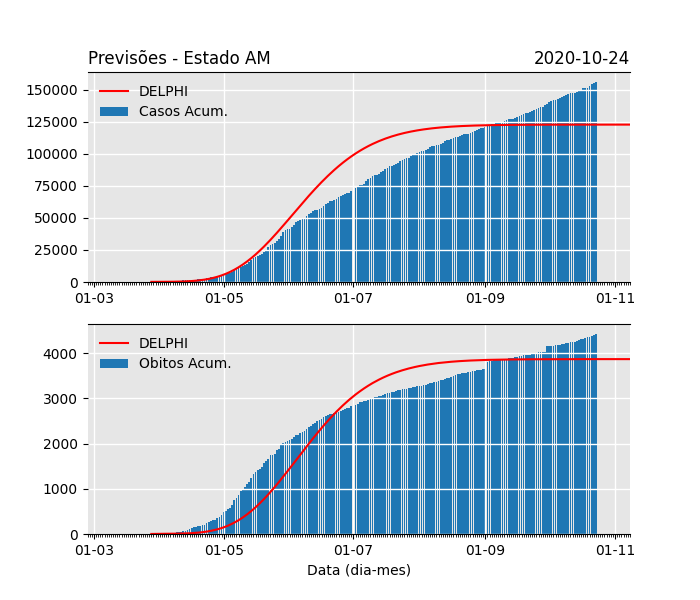 Previsões - Estado AM 2020-10-24
DELPHI
Casos Acum.
150000
125000
100000
75000
50000
25000
0
01-03 01-05 01-07 01-09 01-11
DELPHI
Obitos Acum.
4000
3000
2000
1000
0
01-03 01-05 01-07 01-09 01-11
Data (dia-mes)